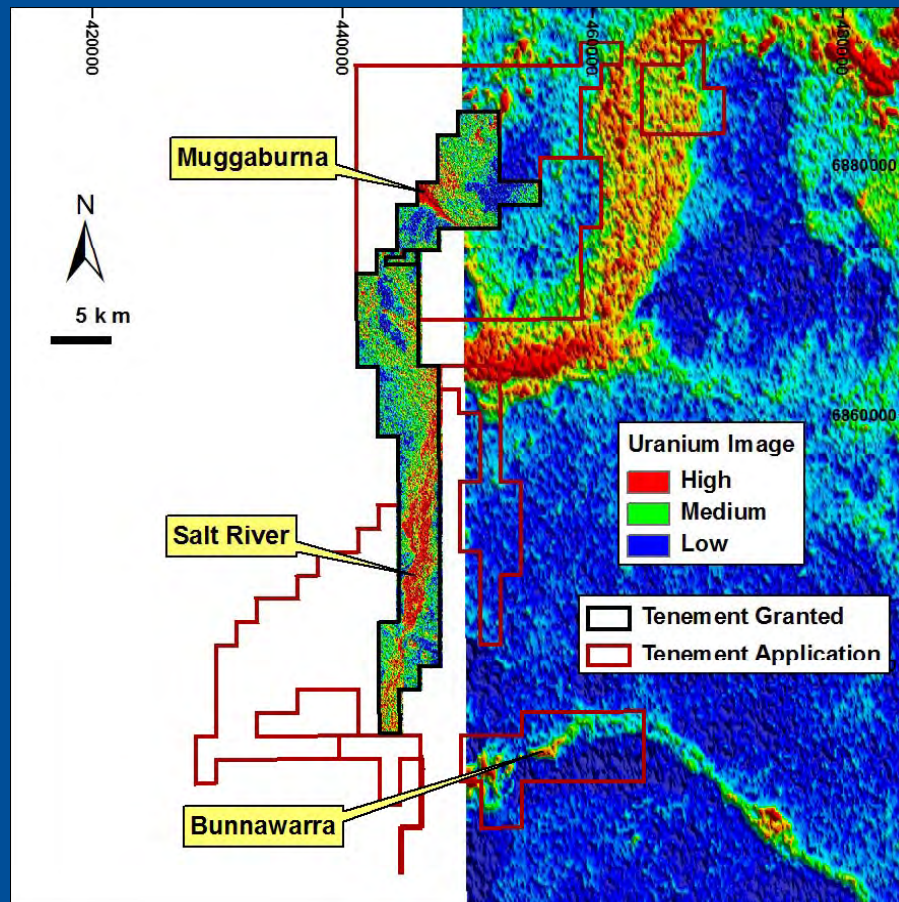 420000
440000
460000
480000
Muggaburna
6880000
N
5 km
6860000
Uranium Image
High
Medium
Low
Salt River
Tenement Granted
Tenement Application
Bunnawarra